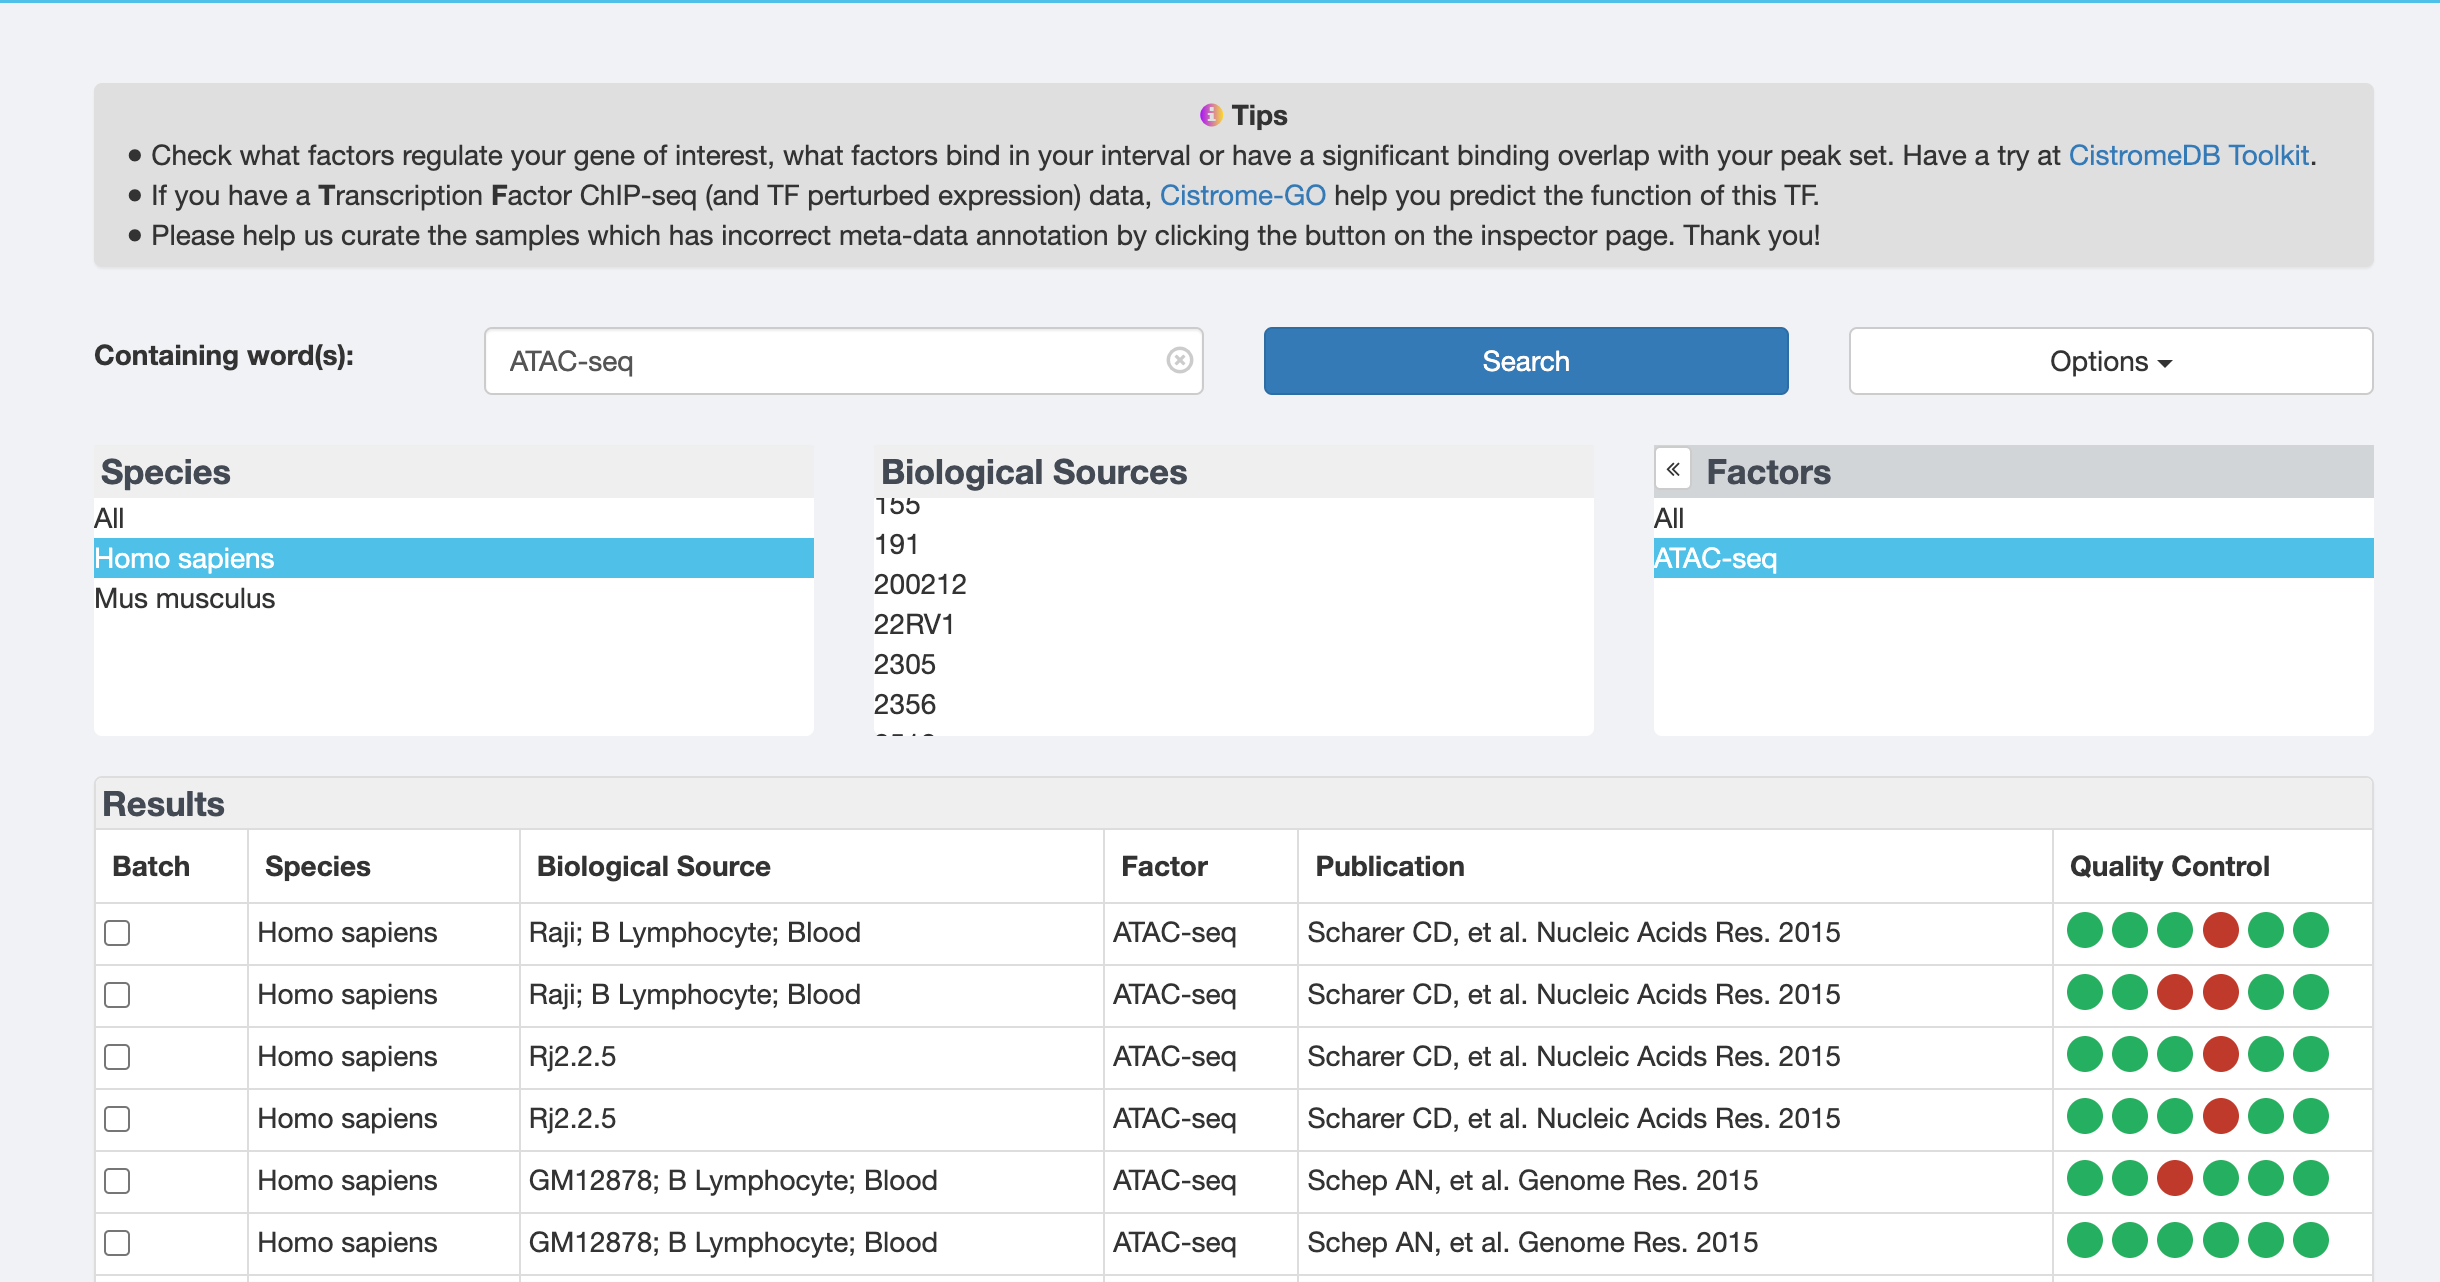 Tips
● Check what factors regulate your gene of interest, what factors bind in your interval or have a significant binding overlap with your peak set. Have a try at CistromeDB Toolkit.
● If you have a Transcription Factor ChIP-seq (and TF perturbed expression) data, Cistrome-GO help you predict the function of this TF.
● Please help us curate the samples which has incorrect meta-data annotation by clicking the button on the inspector page. Thank you!
Containing word(s): ATAC-seq Search Options
Species Biological Sources « Factors
All 155 All
Homo sapiens 191 ATAC-seq
Mus musculus 200212
22RV1
2305
2356
Results
Batch Species Biological Source Factor Publication Quality Control
Homo sapiens Raji; B Lymphocyte; Blood ATAC-seq Scharer CD, et al. Nucleic Acids Res. 2015
Homo sapiens Raji; B Lymphocyte; Blood ATAC-seq Scharer CD, et al. Nucleic Acids Res. 2015
Homo sapiens Rj2.2.5 ATAC-seq Scharer CD, et al. Nucleic Acids Res. 2015
Homo sapiens Rj2.2.5 ATAC-seq Scharer CD, et al. Nucleic Acids Res. 2015
Homo sapiens GM12878; B Lymphocyte; Blood ATAC-seq Schep AN, et al. Genome Res. 2015
Homo sapiens GM12878; B Lymphocyte; Blood ATAC-seq Schep AN, et al. Genome Res. 2015